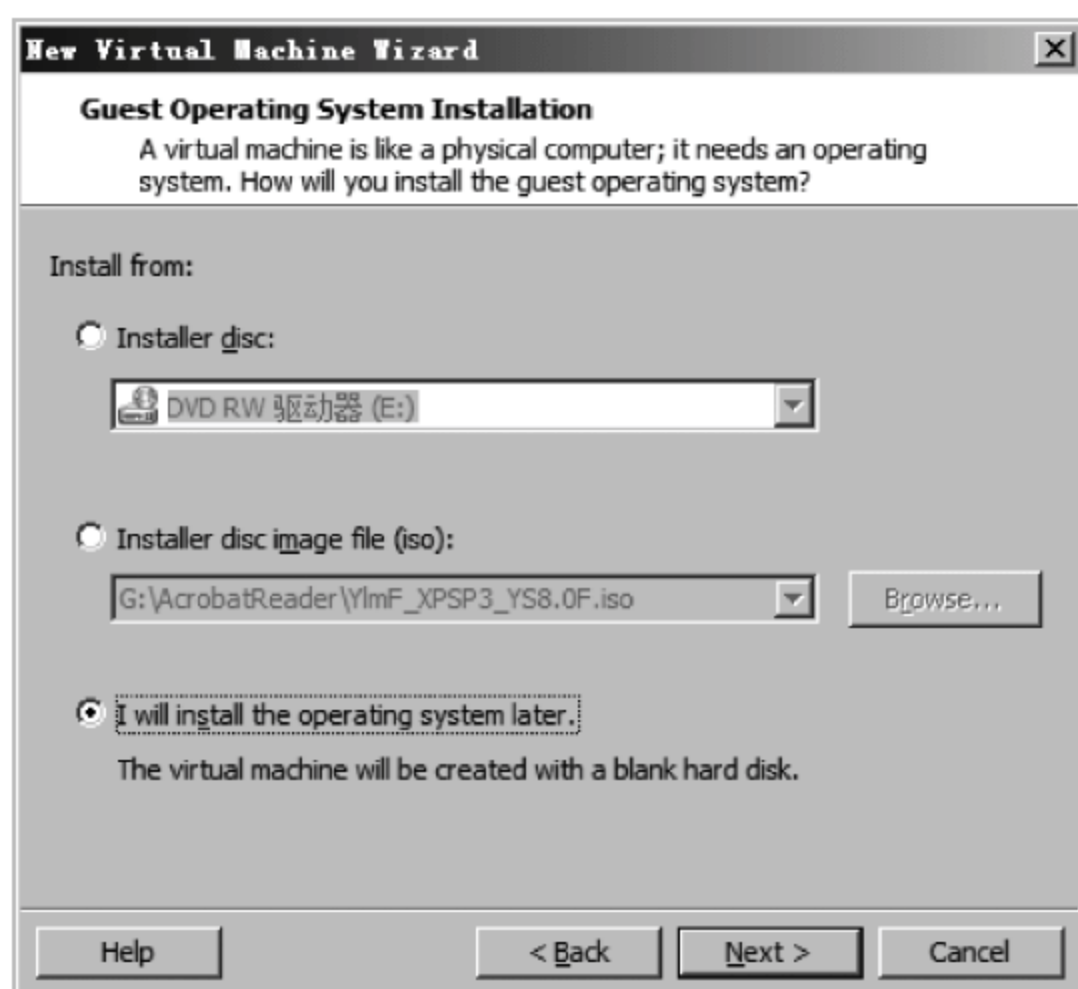 New Virtual Machine Wizard
Guest Operating System Installation
A virtual machine is like a physical computer; it needs an operating
system. How will you install the guest operating system?
Install from:
Installer disc:
DVD RW 驱动器 (E:)
Installer disc image file (iso):
G:\AcrobatReader\YlmF_XPSP3_YS8.0F.iso
Browse...
I will install the operating system later.
The virtual machine will be created with a blank hard disk.
Help
< Back
Next >
Cancel